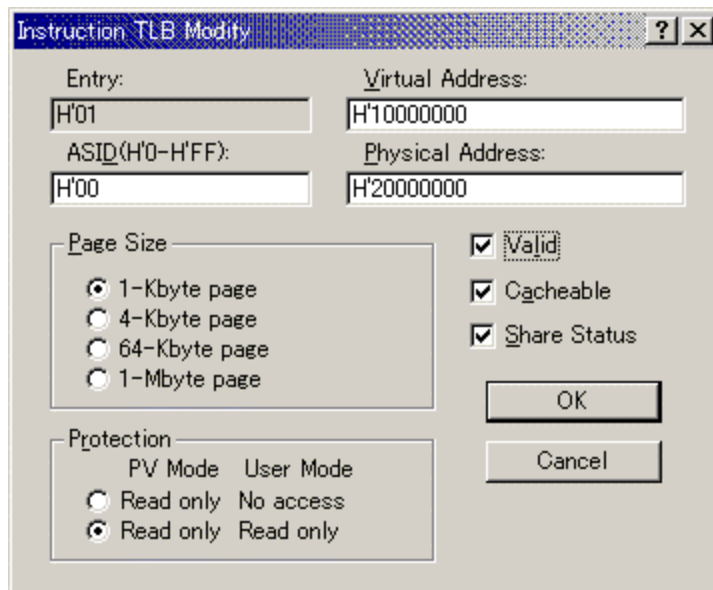 Instruction TLB Modify
Entry:
H'01
Virtual Address:
H'10000000
ASID(H'0-H'FF):
H'00
Physical Address:
H'20000000
Page Size
1-Kbyte page
4-Kbyte page
64-Kbyte page
1-Mbyte page
Valid
Cacheable
Share Status
OK
Cancel
Protection
PV Mode User Mode
Read only No access
Read only Read only